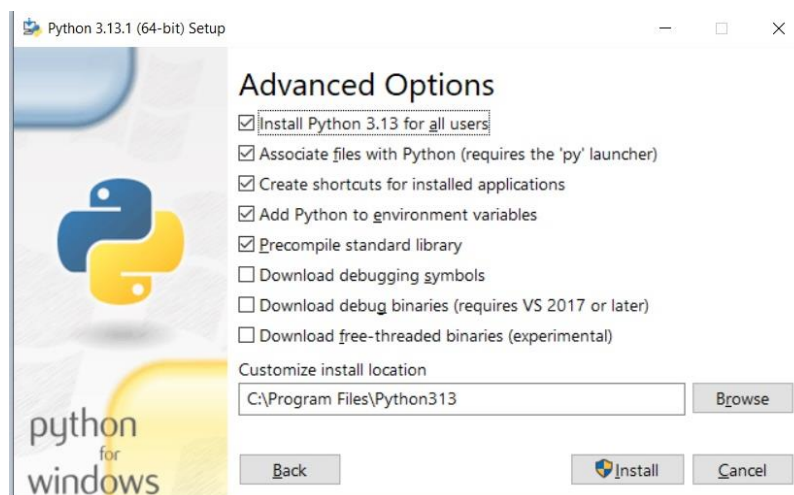 Python 3.13.1 (64-bit) Setup
Advanced Options
Install Python 3.13 for all users
Associate files with Python (requires the 'py' launcher)
Create shortcuts for installed applications
Add Python to environment variables
Precompile standard library
Download debugging symbols
Download debug binaries (requires VS 2017 or later)
Download free-threaded binaries (experimental)
Customize install location
C:\Program Files\Python313
Browse
python
for
windows
Back
Install
Cancel